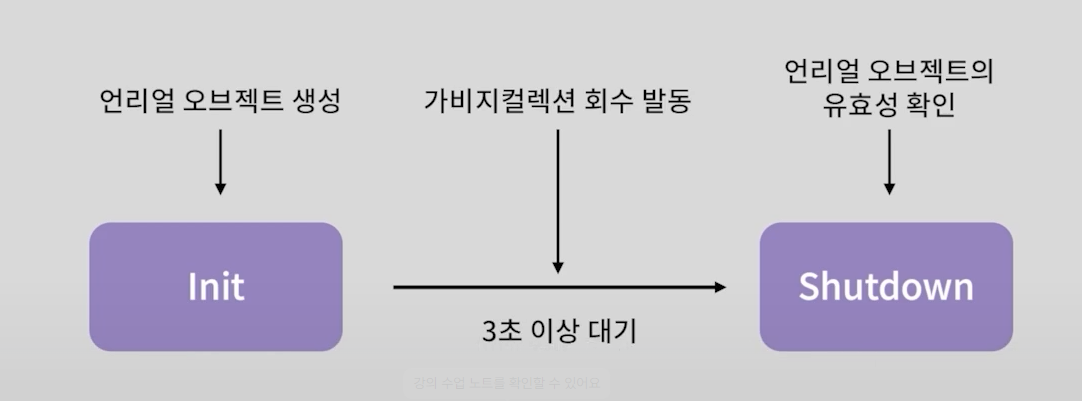 언리얼 오브젝트 생성
가비지컬렉션 회수 발동
언리얼 오브젝트의
유효성 확인
Init
Shutdown
3초 이상 대기
강의 수업 노트를 확인할 수 있어요